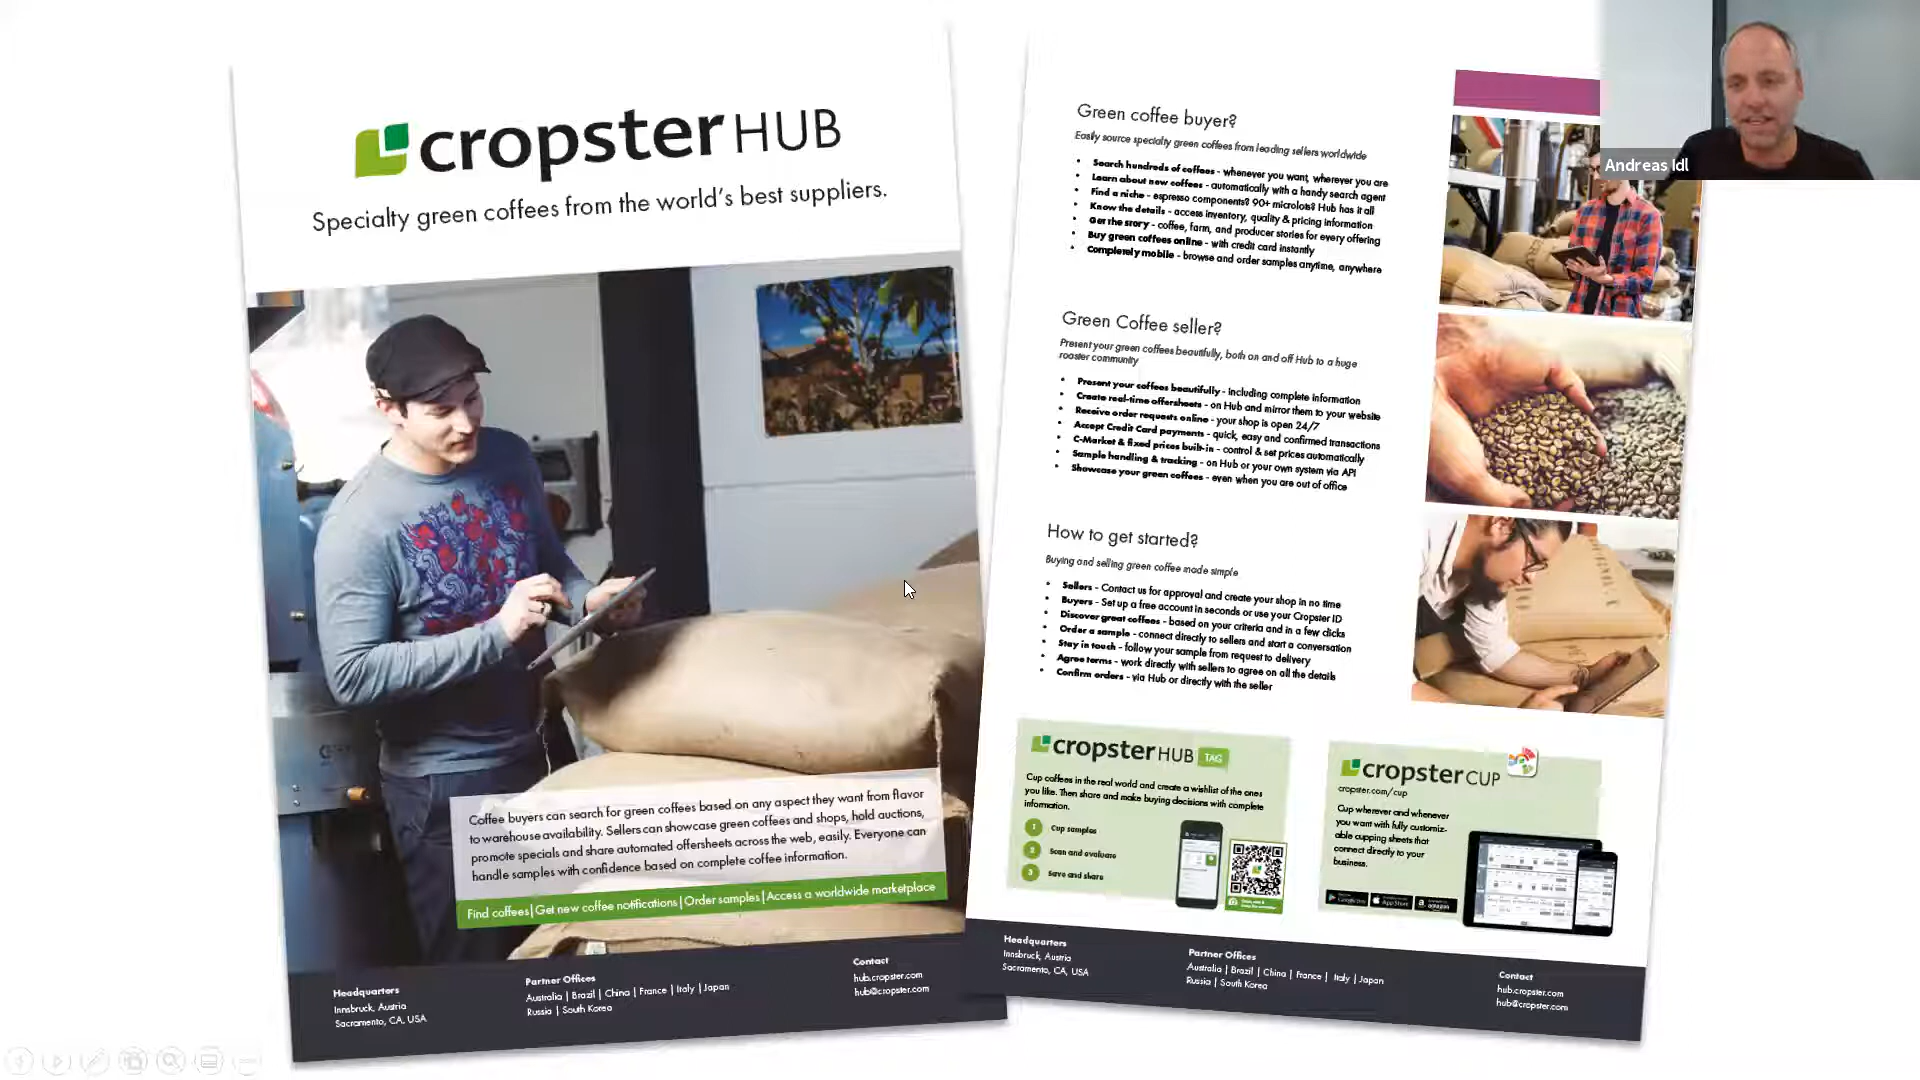 cropster HUB
Specialty green coffees from the world's best suppliers.
Coffee buyers can search for green coffees based on any aspect they want from flavor
to warehouse availability. Sellers can showcase green coffees and shops, hold auctions,
promote specials and share automated offersheets across the web, easily. Everyone can
handle samples with confidence based on complete coffee information.
Find coffees|Get new coffee notifications|Order samples|Access a worldwide marketplace
Headquarters
Innsbruck, Austria
Sacramento, CA, USA
Partner Offices
Australia | Brazil | China | France | Italy | Japan
Russia | South Korea
Contact
hub.cropster.com
hub@cropster.com
Green coffee buyer?
Easily source specialty green coffees from leading sellers worldwide
• Search hundreds of coffees - whenever you want, wherever you are
• Learn about new coffees - automatically with a handy search agent
• Find a niche - espresso components? 90+ microlots? Hub has it all
• Know the details - access inventory, quality & pricing information
• Get the story - coffee, farm, and producer stories for every offering
• Buy green coffees online - with credit card instantly
• Completely mobile - browse and order samples anytime, anywhere
Green Coffee seller?
Present your green coffees beautifully, both on and off Hub to a huge
roaster community
• Present your coffees beautifully - including complete information
• Create real-time offersheets - on Hub and mirror them to your website
• Receive order requests online - your shop is open 24/7
• Accept Credit Card payments - quick, easy and confirmed transactions
• C-Market & fixed prices built-in - control & set prices automatically
• Sample handling & tracking - on Hub or your own system via API
• Showcase your green coffees - even when you are out of office
How to get started?
Buying and selling green coffee made simple
• Sellers - Contact us for approval and create your shop in no time
• Buyers - Set up a free account in seconds or use your Cropster ID
• Discover great coffees - based on your criteria and in a few clicks
• Order a sample - connect directly to sellers and start a conversation
• Stay in touch - follow your sample from request to delivery
• Agree terms - work directly with sellers to agree on all the details
• Confirm orders - via Hub or directly with the seller
cropster HUB TAG
Cup coffees in the real world and create a wishlist of the ones
you like. Then share and make buying decisions with complete
information.
1 Cup samples
2 Scan and evaluate
3 Save and share
cropster CUP
cropster.com/cup
Cup wherever and whenever
you want with fully customiz-
able cupping sheets that
connect directly to your
business.
Google Play
App Store
amazon
Headquarters
Innsbruck, Austria
Sacramento, CA, USA
Partner Offices
Australia | Brazil | China | France | Italy | Japan
Russia | South Korea
Contact
hub.cropster.com
hub@cropster.com
Andreas Idl